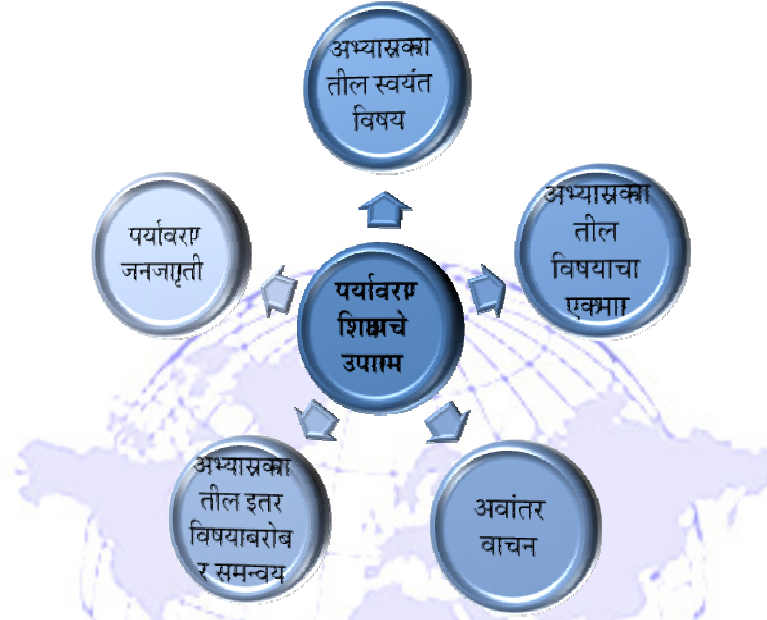 अभ्यासक्रमा
तील स्वयंत
विषय
अभ्यासक्रमा
तील
विषयाचा
एकभाग
पर्यावरण
जनजागृती
पर्यावरण
शिक्षणाचे
उपागम
अभ्यासक्रमा
तील इतर
विषयाबरोब
र समन्वय
अवांतर
वाचन